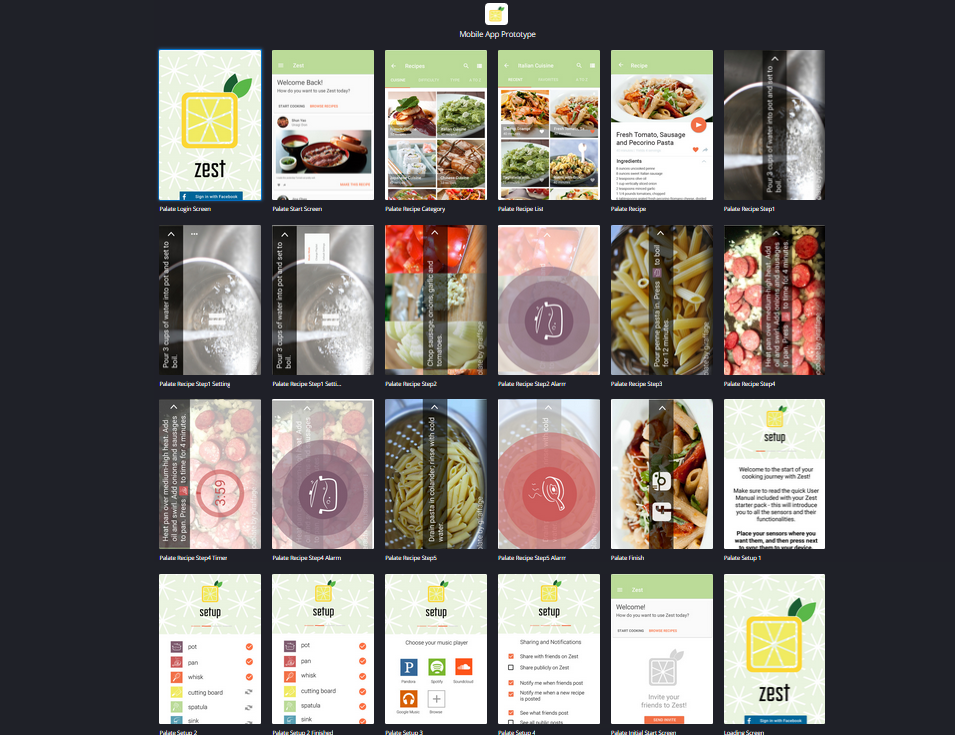 Mobile App Prototype
zest
Sign in with Facebook
Palate Login Screen
Zest
Welcome Back!
How do you want to use Zest today?
START COOKING BROWSE RECIPES
MAKE THIS RECIPE
Palate Start Screen
Recipes
CUISINE
Palate Recipe Category
Italian Cuisine
RECENT
Palate Recipe List
Recipe
Fresh Tomato, Sausage
and Pecorino Pasta
Ingredients
Palate Recipe
Pour 3 cups of water into pot and set to
boil.
Palate Recipe Step1
Pour 3 cups of water into pot and set to
boil.
Palate Recipe Step1 Setting
Pour 3 cups of water into pot and set to
boil.
Palate Recipe Step1 Setti...
Chop sausage, onions, garlic and
tomatoes.
Palate Recipe Step2
Palate Recipe Step2 Alarm
Pour penne pasta in. Press to boil
for 12 minutes.
Palate Recipe Step3
Heat pan over medium-high heat. Add
oil and swirl. Add onions and sausages
to pan. Press to time for 4 minutes.
Palate Recipe Step4
Heat pan over medium-high heat. Add
oil and swirl. Add onions and sausages
to pan. Press to time for 4 minutes.
3:59
Palate Recipe Step4 Timer
Palate Recipe Step4 Alarm
Drain pasta in colander; rinse with cold
water.
Palate Recipe Step5
Palate Recipe Step5 Alarm
Palate Finish
setup
Welcome to the start of your
cooking journey with Zest!
Make sure to read the quick User
Manual included with your Zest
starter pack - this will introduce
you to all the sensors and their
functionalities.
Place your sensors where you
want them, and then press next
to sync them to your device.
Palate Setup 1
setup
pot
pan
whisk
cutting board
spatula
sink
Palate Setup 2
setup
pot
pan
whisk
cutting board
spatula
sink
Palate Setup 2 Finished
setup
Choose your music player
Pandora Spotify Soundcloud
Google Music Browse
Palate Setup 3
setup
Sharing and Notifications
Share with friends on Zest
Share publicly on Zest
Notify me when friends post
Notify me when a new recipe
is posted
See what friends post
See all public posts
Palate Setup 4
Zest
Welcome!
How do you want to use Zest today?
START COOKING BROWSE RECIPES
Invite your
friends to Zest!
SEND INVITE
Palate Initial Start Screen
zest
Sign in with Facebook
Loading Screen